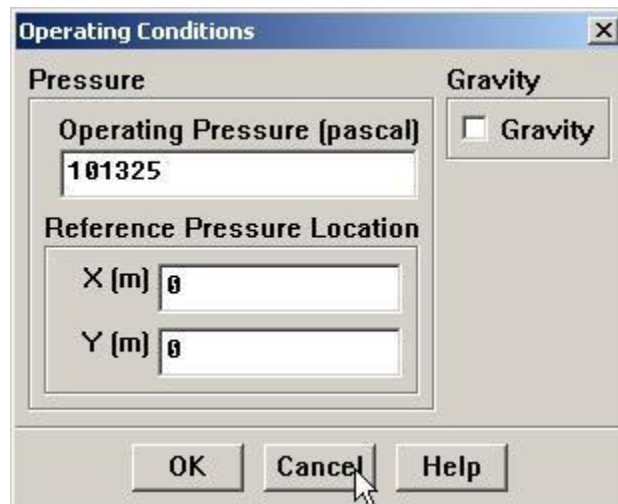 Operating Conditions
Pressure
Gravity
Operating Pressure (pascal)
Gravity
101325
Reference Pressure Location
X (m) 0
Y (m) 0
OK Cancel Help